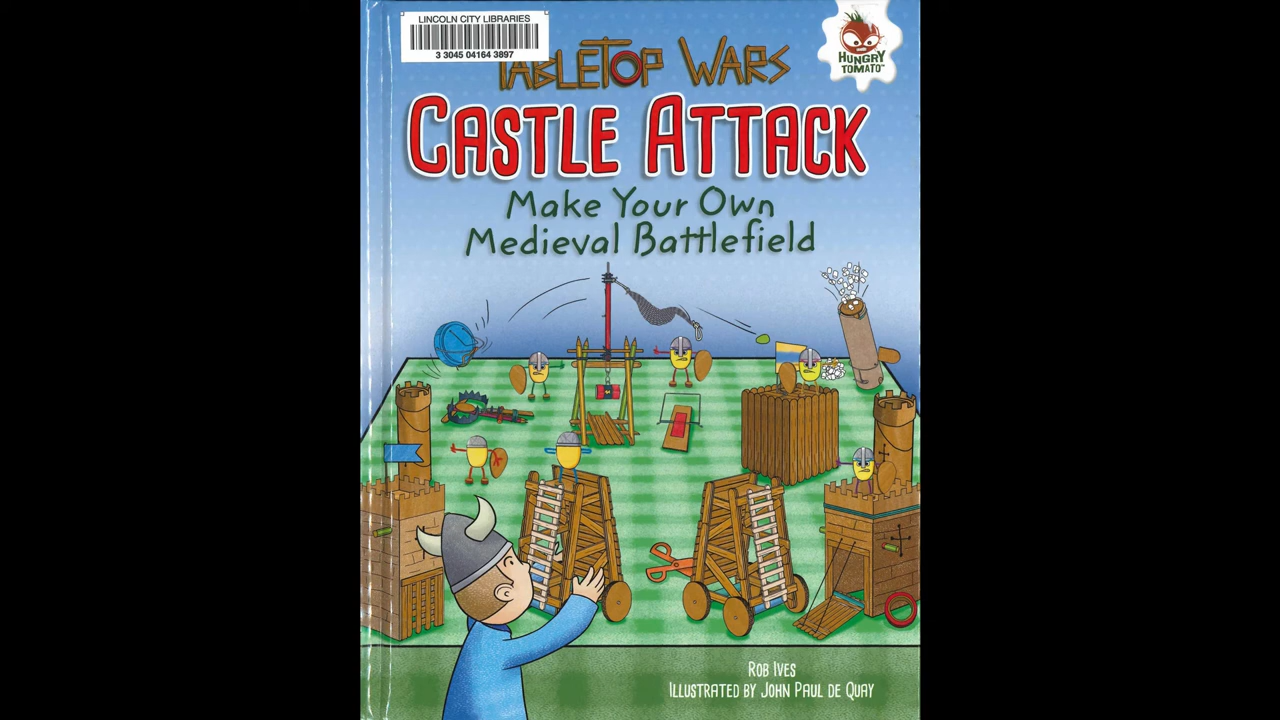 LINCOLN CITY LIBRARIES
3 3045 04164 3897
TABLETOP WARS
HUNGRY
TOMATO™
CASTLE ATTACK
Make Your Own
Medieval Battlefield
ROB IVES
ILLUSTRATED BY JOHN PAUL DE QUAY